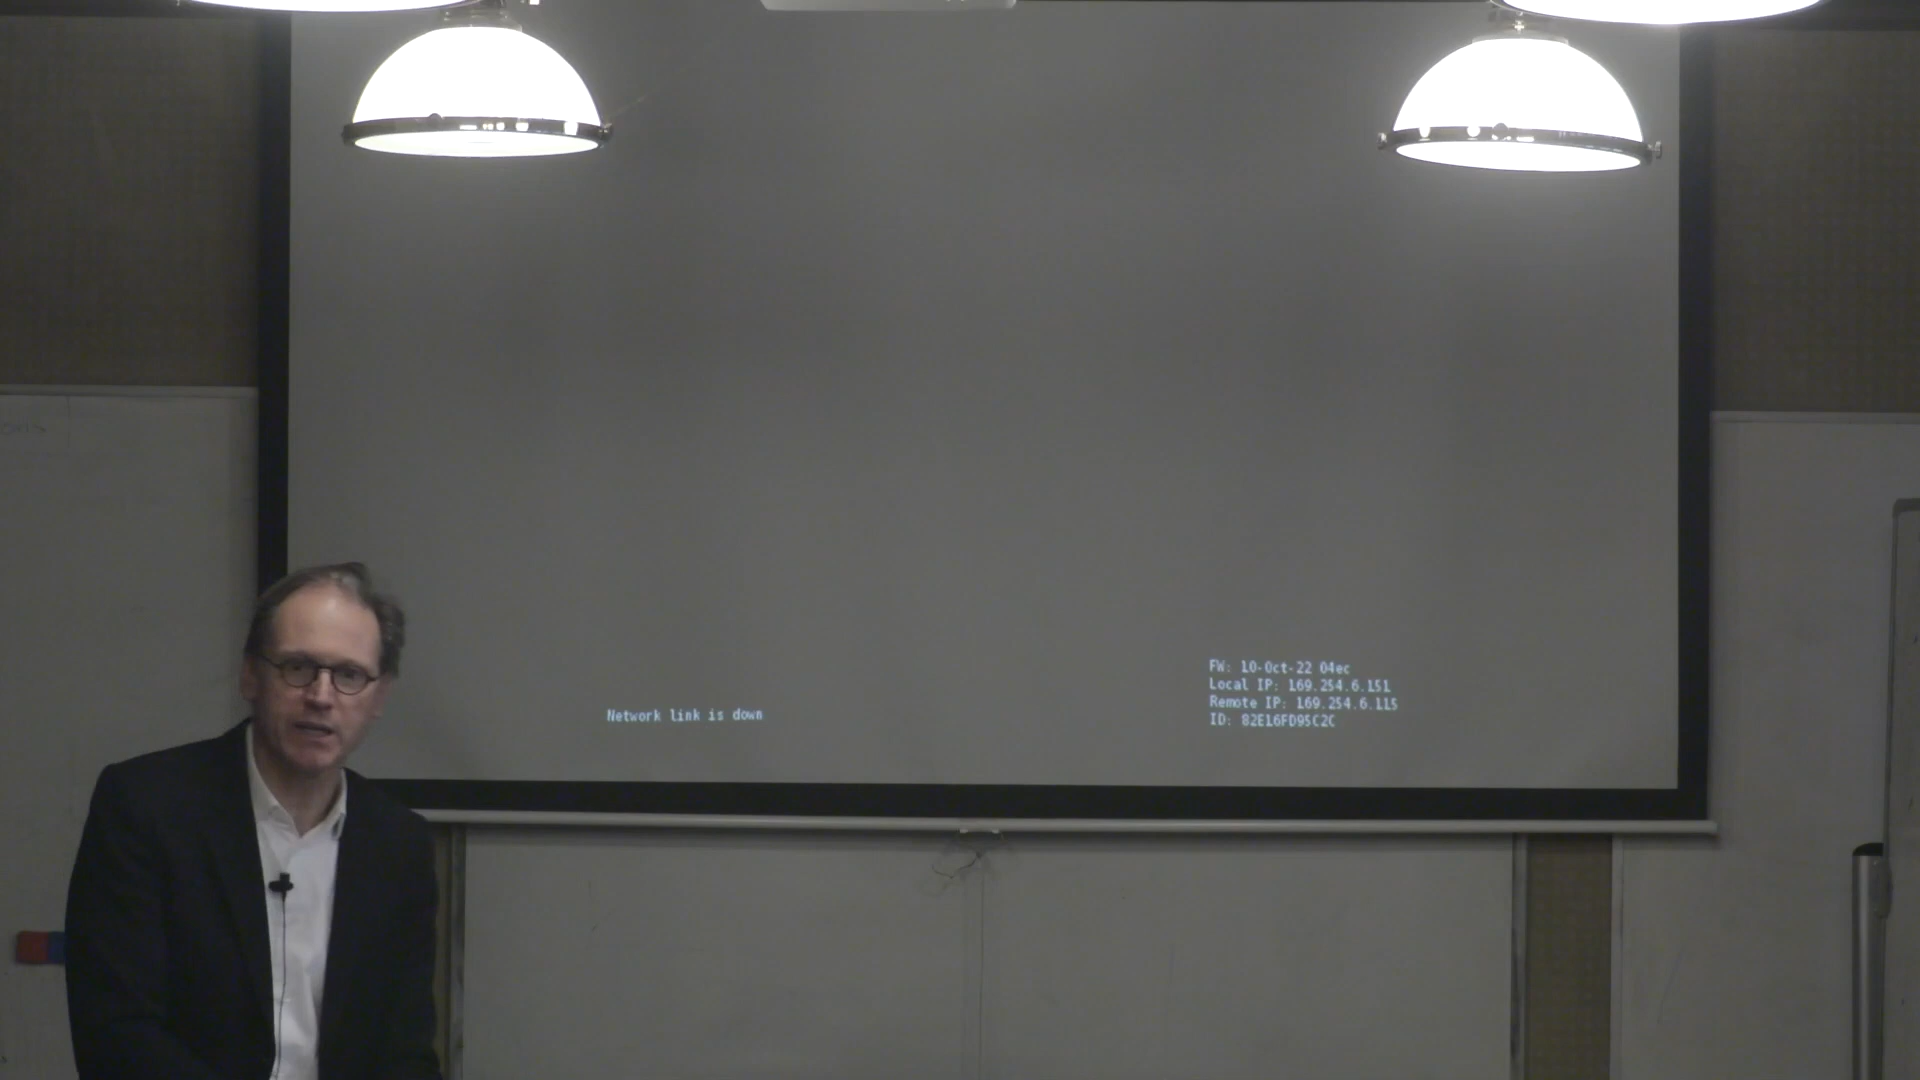 Network link is down
FW: 10-Oct-22 04ec
Local IP: 169.254.6.151
Remote IP: 169.254.6.115
ID: 82E16FD95C2C